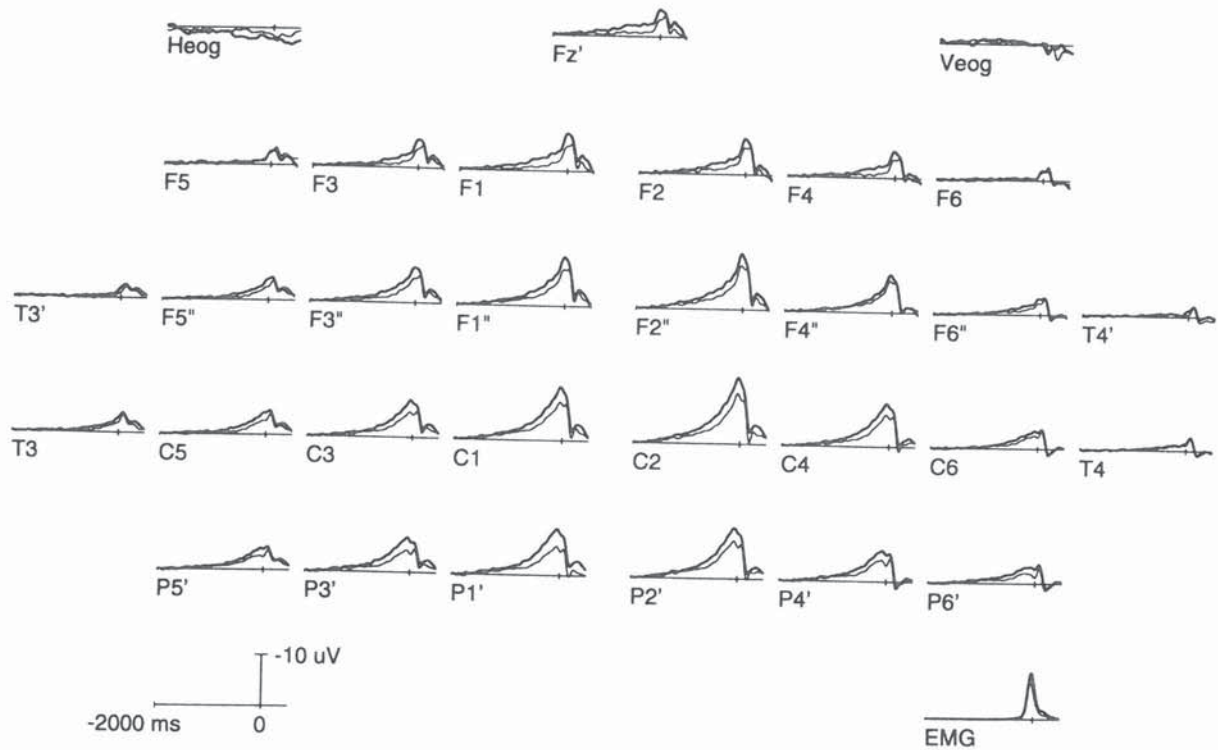 Heog Fz' Veog
F5 F3 F1 F2 F4 F6
T3' F5" F3" F1" F2" F4" F6" T4'
T3 C5 C3 C1 C2 C4 C6 T4
P5' P3' P1' P2' P4' P6'
-10 uV
-2000 ms 0
EMG